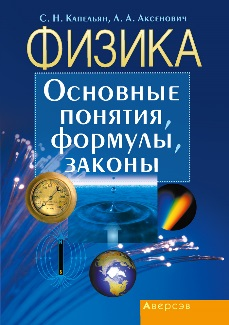 С. Н. Капельян, Л. А. Аксенович
ФИЗИКА
Основные
понятия,
формулы,
законы
Аверсэв